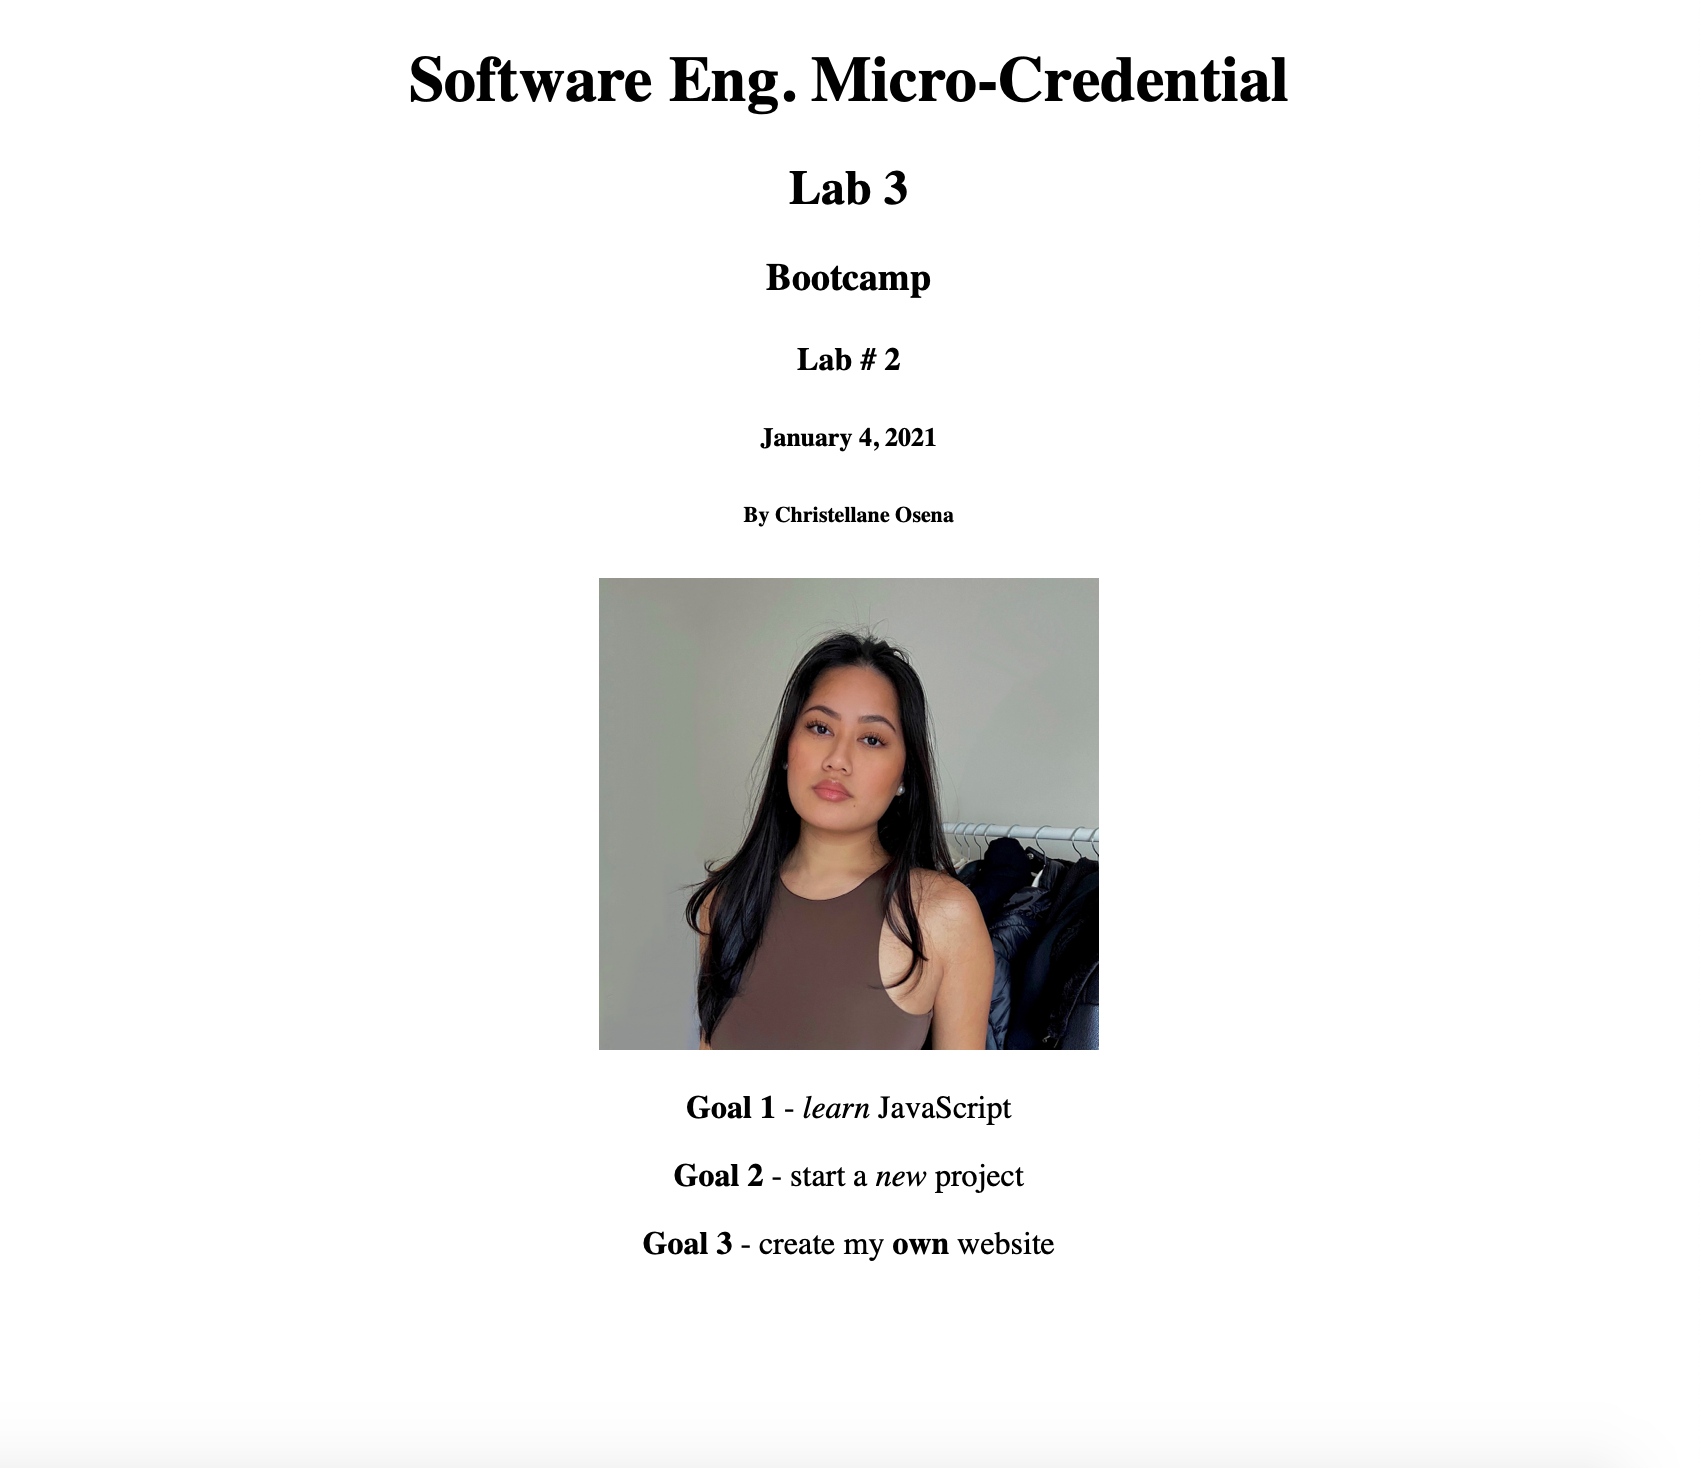 Software Eng. Micro-Credential
Lab 3
Bootcamp
Lab # 2
January 4, 2021
By Christellane Osena
Goal 1 - learn JavaScript
Goal 2 - start a new project
Goal 3 - create my own website